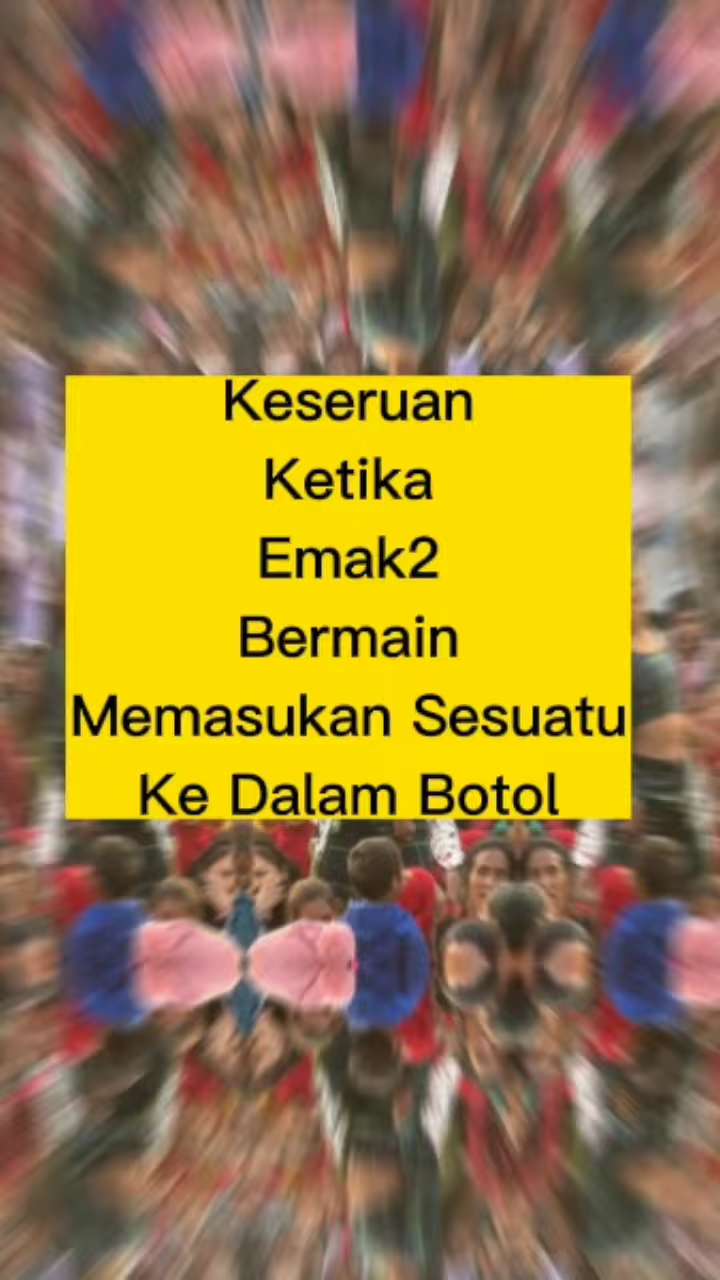 Keseruan
Ketika
Emak2
Bermain
Memasukan Sesuatu
Ke Dalam Botol